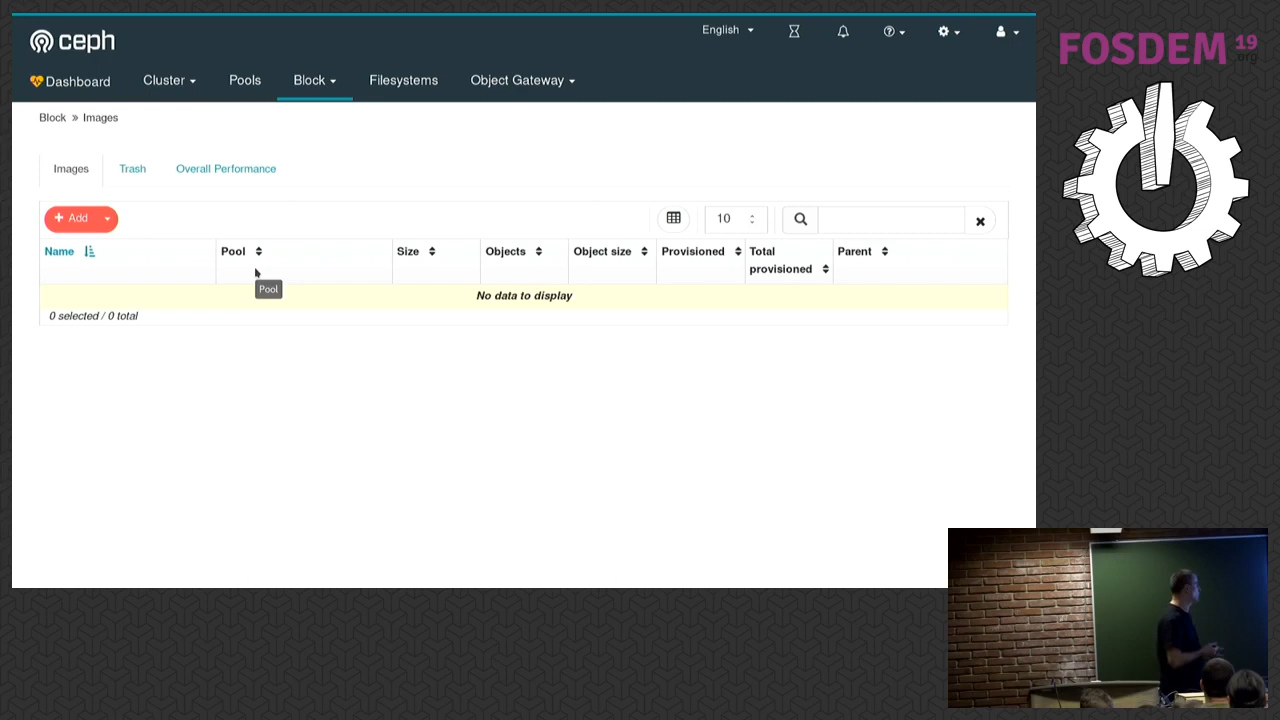 ceph
English
Dashboard
Cluster
Pools
Block
Filesystems
Object Gateway
Block » Images
Images
Trash
Overall Performance
+ Add
10
Name
Pool
Size
Objects
Object size
Provisioned
Total provisioned
Parent
Pool
No data to display
0 selected / 0 total
FOSDEM 19
.org